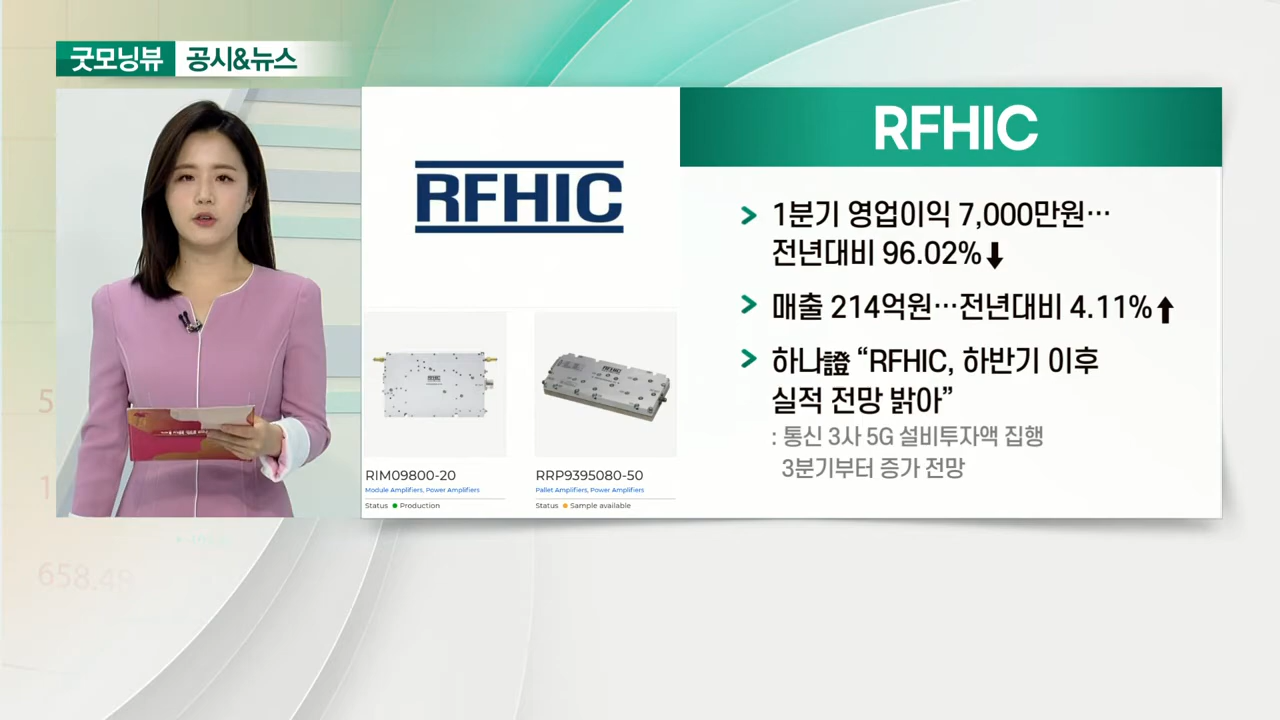 굿모닝뷰 공시&뉴스
RFHIC
RFHIC
1분기 영업이익 7,000만원…
전년대비 96.02%⬇
매출 214억원…전년대비 4.11%⬆
하나證 “RFHIC, 하반기 이후
실적 전망 밝아”
: 통신 3사 5G 설비투자액 집행
3분기부터 증가 전망
RIM09800-20
Module Amplifiers, Power Amplifiers
Status Production
RRP9395080-50
Pallet Amplifiers, Power Amplifiers
Status Sample available
658.48